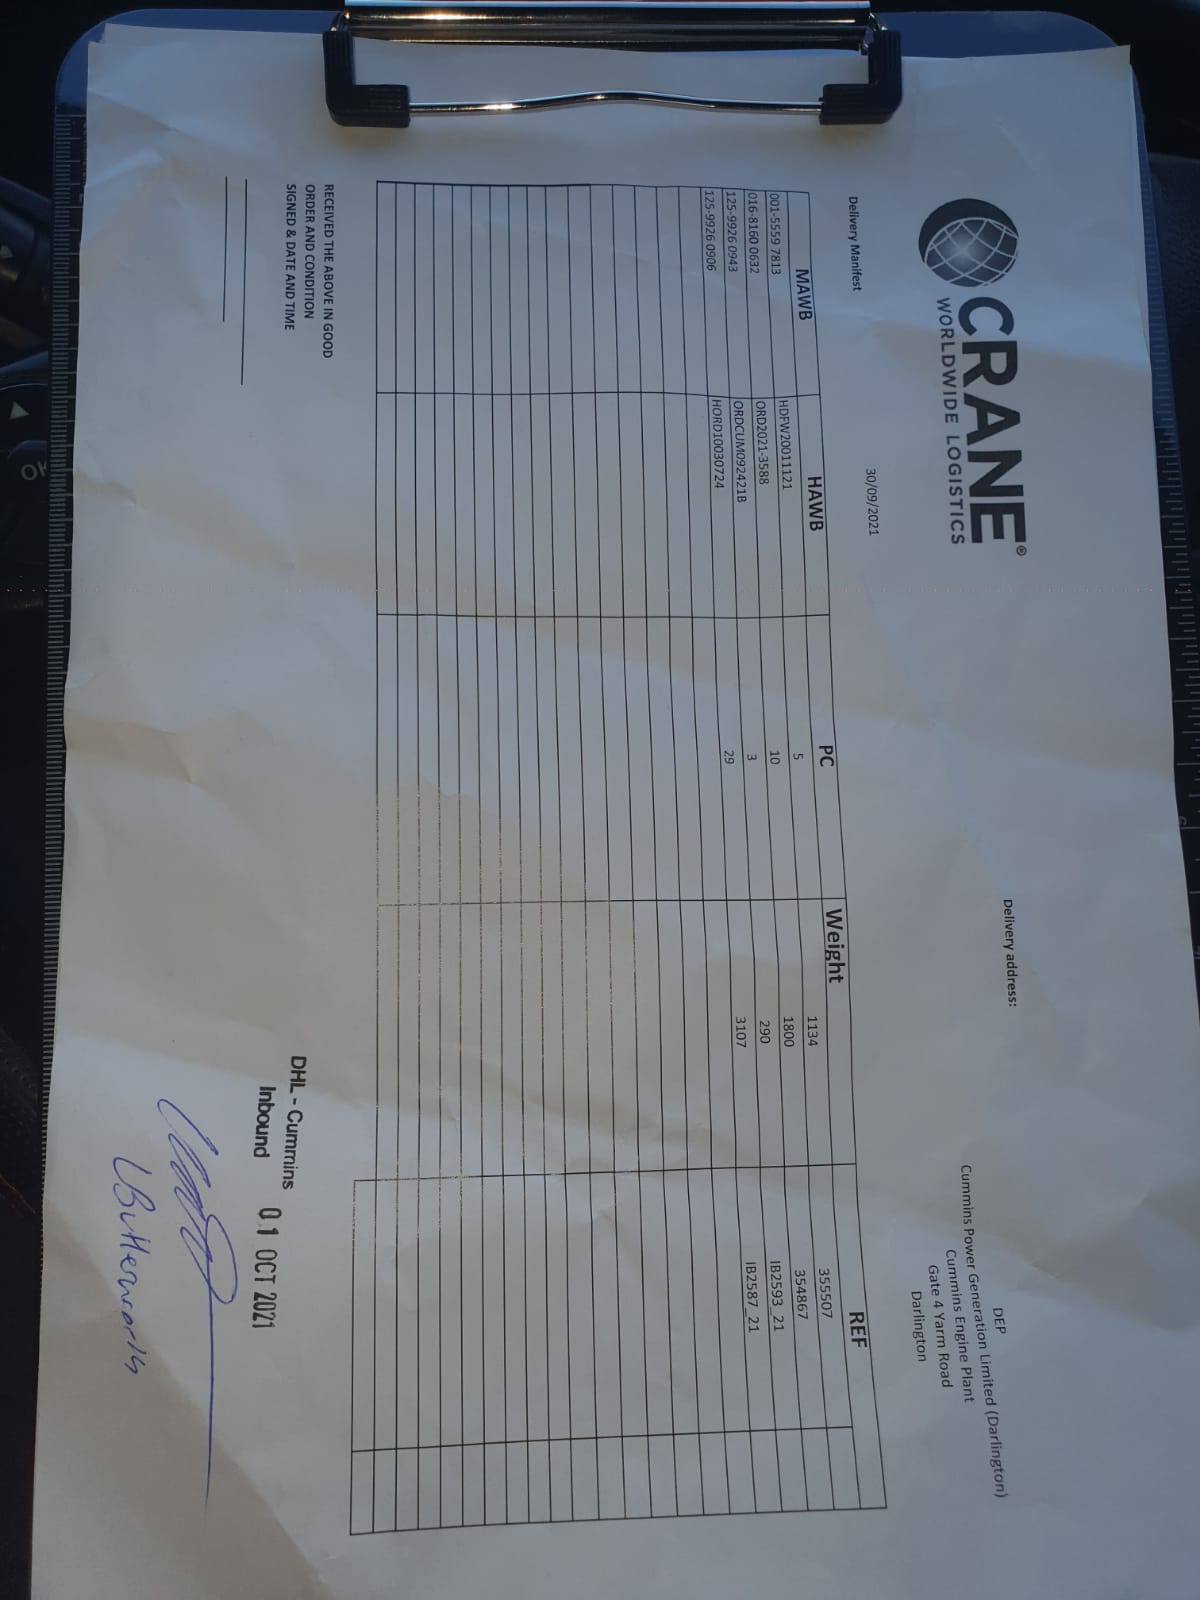 CRANE®
WORLDWIDE LOGISTICS
Delivery address:
DEP
Cummins Power Generation Limited (Darlington)
Cummins Engine Plant
Gate 4 Yarm Road
Darlington
Delivery Manifest 30/09/2021
MAWB HAWB PC Weight REF
001-5559 7813 HDFW20011121 5 1134 355507
016-8160 0632 ORD2021-3588 10 1800 354867
125-9926 0943 ORDCUM092421B 3 290 IB2593_21
125-9926 0906 HORD10030724 29 3107 IB2587_21
RECEIVED THE ABOVE IN GOOD
ORDER AND CONDITION
SIGNED & DATE AND TIME
DHL - Cummins
Inbound 01 OCT 2021
LButterworth
OK